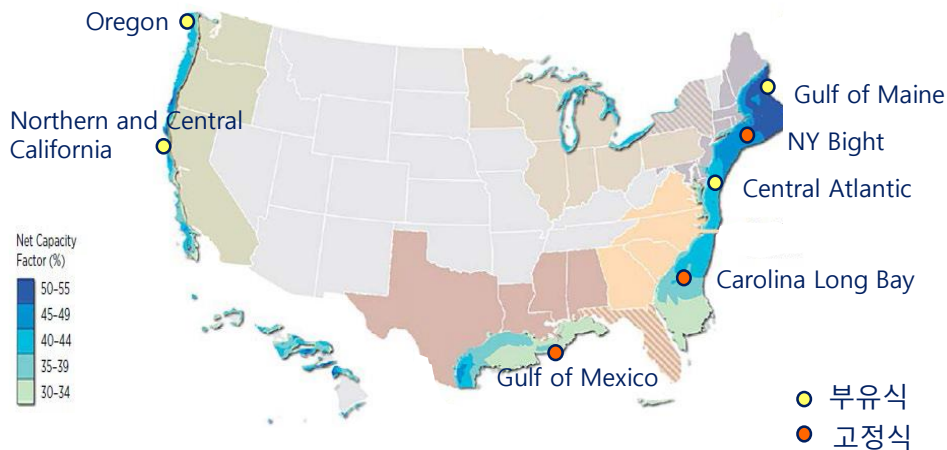 Oregon
Northern and Central
California
Gulf of Maine
NY Bight
Central Atlantic
Carolina Long Bay
Gulf of Mexico
Net Capacity
Factor (%)
50-55
45-49
40-44
35-39
30-34
부유식
고정식